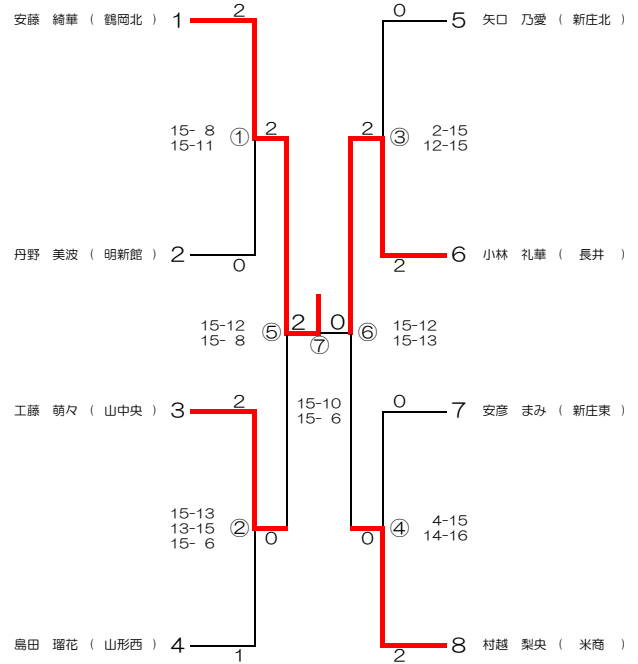 2 0
安藤 綺華 ( 鶴岡北 ) 1 5 矢口 乃愛 ( 新庄北 )
15- 8 ① 2 2 ③ 2-15
15-11 12-15
丹野 美波 ( 明新館 ) 2 6 小林 礼華 ( 長井 )
0 2
15-12 ⑤ 2 0 ⑥ 15-12
15- 8 ⑦ 15-13
2 15-10 0
工藤 萌々 ( 山中央 ) 3 15- 6 7 安彦 まみ ( 新庄東 )
15-13
13-15 ② 0 0 ④ 4-15
15- 6 14-16
島田 瑠花 ( 山形西 ) 4 8 村越 梨央 ( 米商 )
1 2